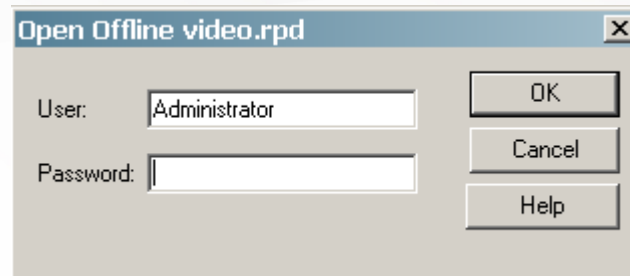 Open Offline video.rpd
User: Administrator
Password:
OK
Cancel
Help